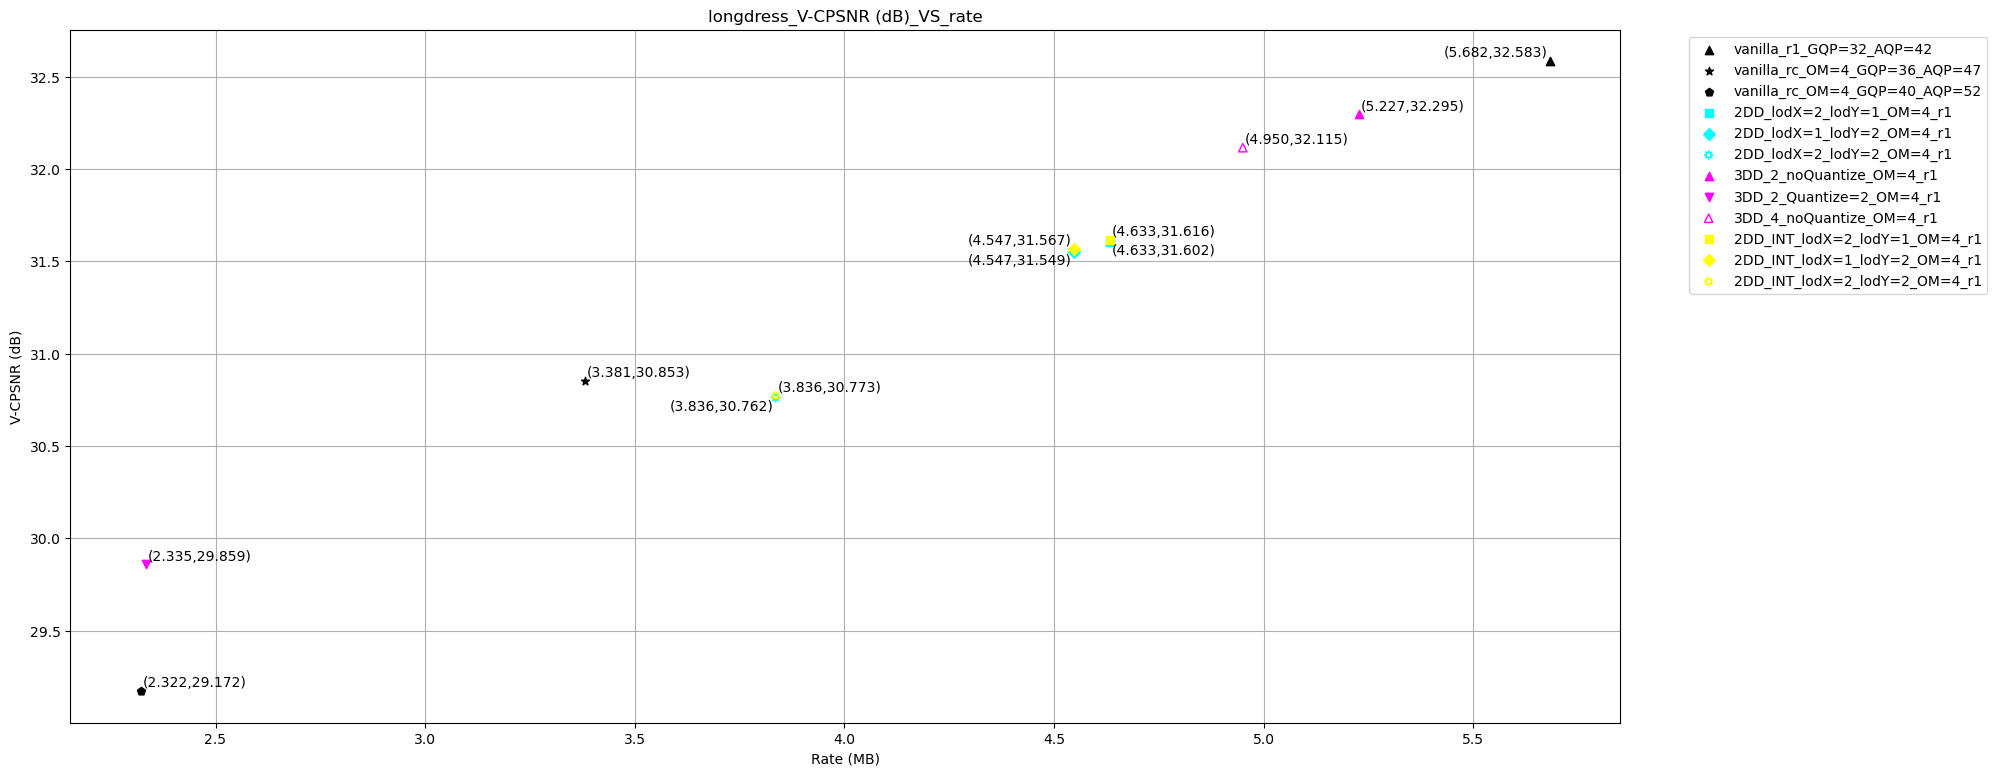 longdress_V-CPSNR (dB)_VS_rate
(5.682,32.583)
(5.227,32.295)
(4.950,32.115)
(4.633,31.616)
(4.547,31.567)
(4.633,31.602)
(4.547,31.549)
(3.381,30.853)
(3.836,30.773)
(3.836,30.762)
(2.335,29.859)
(2.322,29.172)
32.5
32.0
31.5
31.0
30.5
30.0
29.5
V-CPSNR (dB)
2.5
3.0
3.5
4.0
4.5
5.0
5.5
Rate (MB)
vanilla_r1_GQP=32_AQP=42
vanilla_rc_OM=4_GQP=36_AQP=47
vanilla_rc_OM=4_GQP=40_AQP=52
2DD_lodX=2_lodY=1_OM=4_r1
2DD_lodX=1_lodY=2_OM=4_r1
2DD_lodX=2_lodY=2_OM=4_r1
3DD_2_noQuantize_OM=4_r1
3DD_2_Quantize=2_OM=4_r1
3DD_4_noQuantize_OM=4_r1
2DD_INT_lodX=2_lodY=1_OM=4_r1
2DD_INT_lodX=1_lodY=2_OM=4_r1
2DD_INT_lodX=2_lodY=2_OM=4_r1